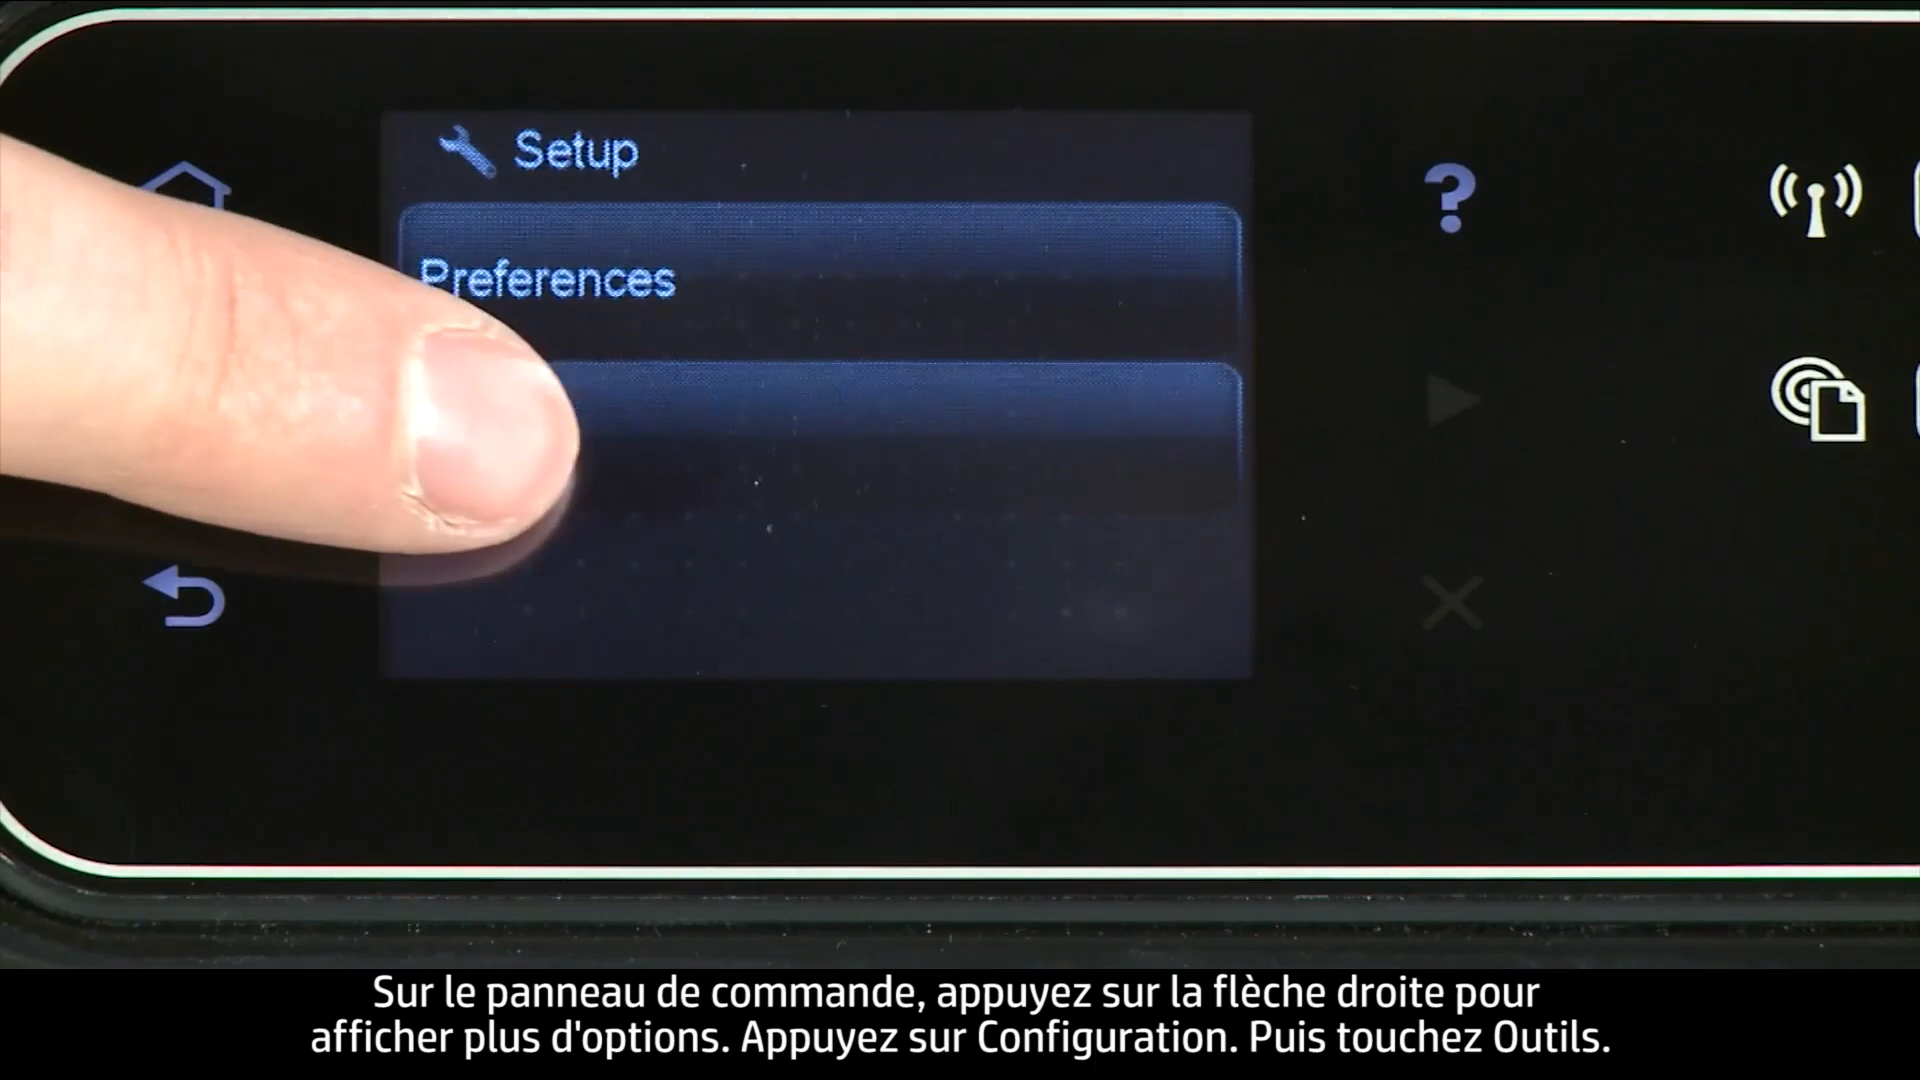 Setup
Preferences
Sur le panneau de commande, appuyez sur la flèche droite pour
afficher plus d'options. Appuyez sur Configuration. Puis touchez Outils.